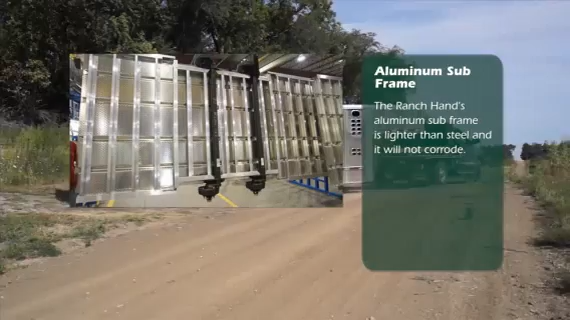 Aluminum Sub
Frame
The Ranch Hand's
aluminum sub frame
is lighter than steel and
it will not corrode.